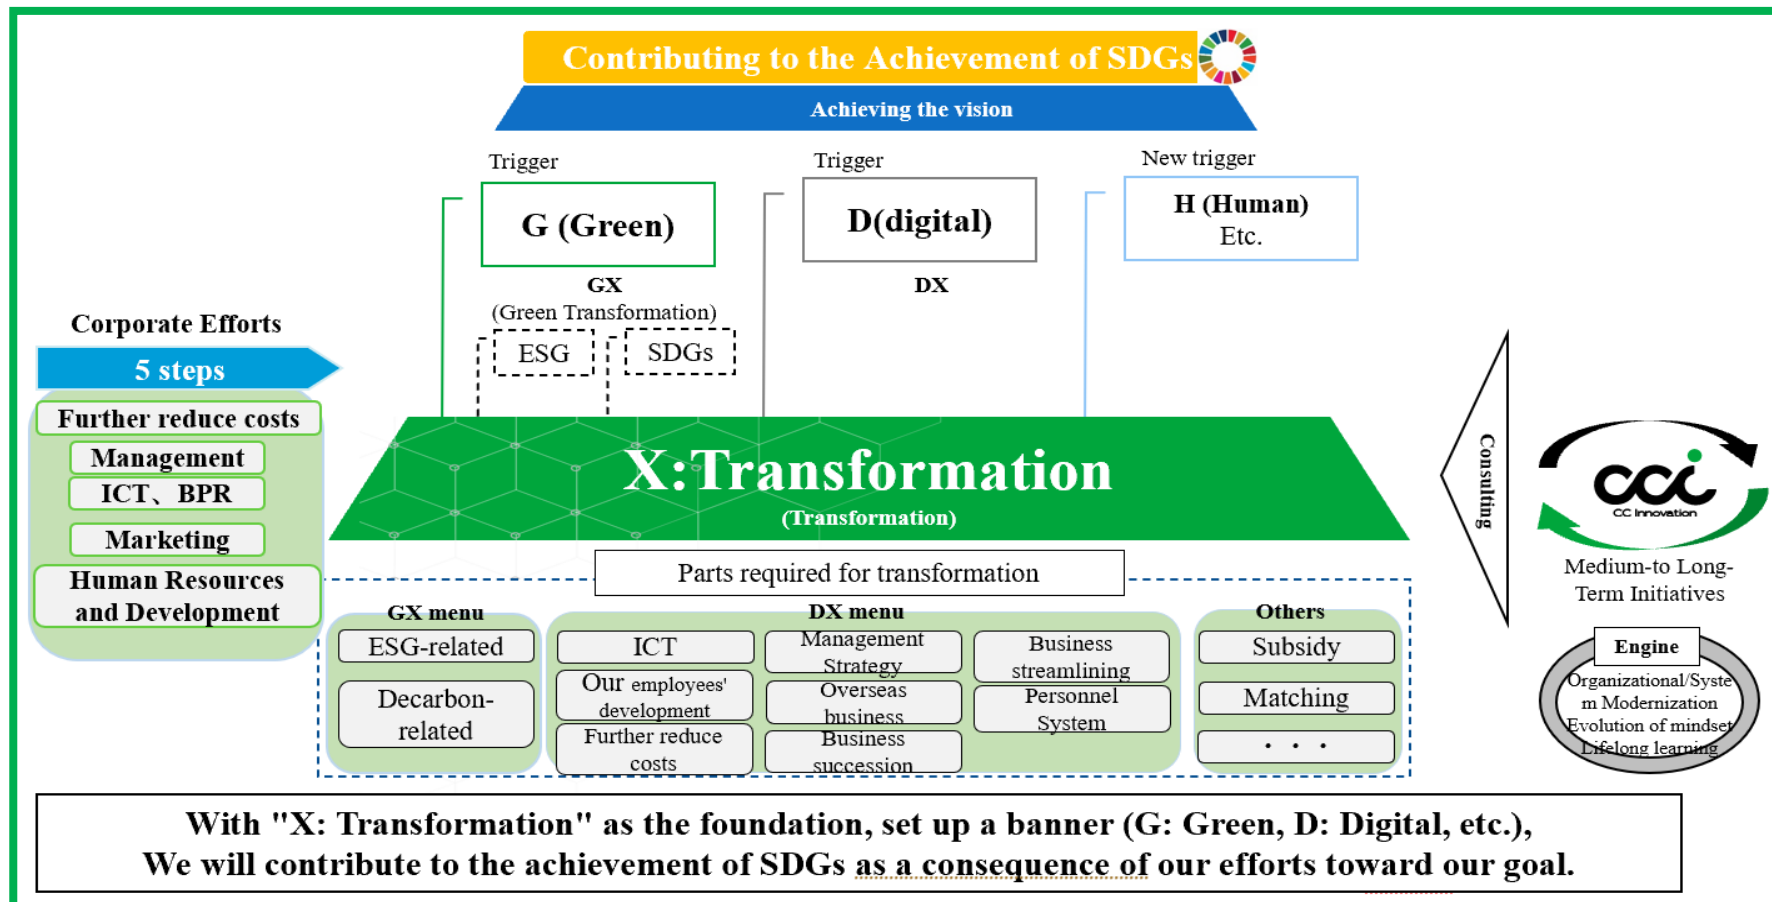 Contributing to the Achievement of SDGs
Achieving the vision
Trigger
G (Green)
GX
(Green Transformation)
ESG
SDGs
Trigger
D(digital)
DX
New trigger
H (Human)
Etc.
Corporate Efforts
5 steps
Further reduce costs
Management
ICT、BPR
Marketing
Human Resources
and Development
X:Transformation
(Transformation)
Consulting
cci
CC Innovation
Medium-to Long-
Term Initiatives
Engine
Organizational/Syste
m Modernization
Evolution of mindset
Lifelong learning
Parts required for transformation
GX menu
ESG-related
Decarbon-
related
DX menu
ICT
Our employees'
development
Further reduce
costs
Management
Strategy
Overseas
business
Business
succession
Business
streamlining
Personnel
System
Others
Subsidy
Matching
・・・
With "X: Transformation" as the foundation, set up a banner (G: Green, D: Digital, etc.),
We will contribute to the achievement of SDGs as a consequence of our efforts toward our goal.